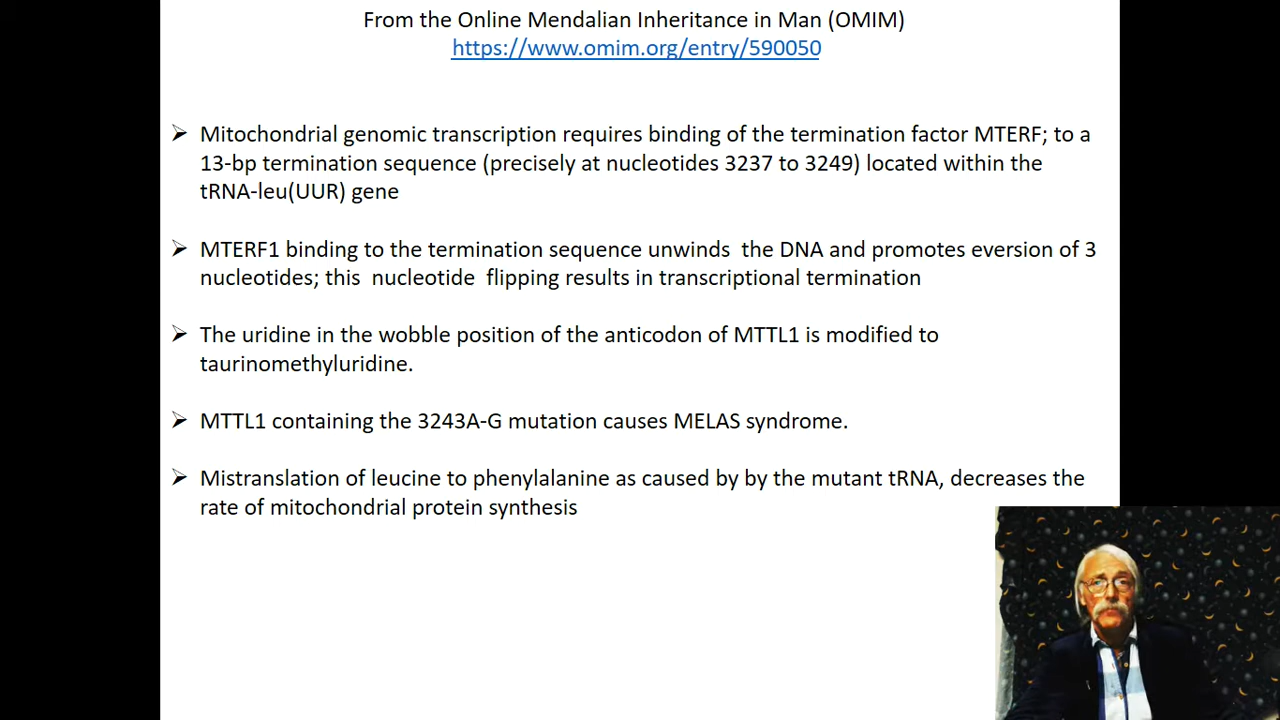 From the Online Mendalian Inheritance in Man (OMIM)
https://www.omim.org/entry/590050
➢ Mitochondrial genomic transcription requires binding of the termination factor MTERF; to a
13-bp termination sequence (precisely at nucleotides 3237 to 3249) located within the
tRNA-leu(UUR) gene
➢ MTERF1 binding to the termination sequence unwinds the DNA and promotes eversion of 3
nucleotides; this nucleotide flipping results in transcriptional termination
➢ The uridine in the wobble position of the anticodon of MTTL1 is modified to
taurinomethyluridine.
➢ MTTL1 containing the 3243A-G mutation causes MELAS syndrome.
➢ Mistranslation of leucine to phenylalanine as caused by by the mutant tRNA, decreases the
rate of mitochondrial protein synthesis